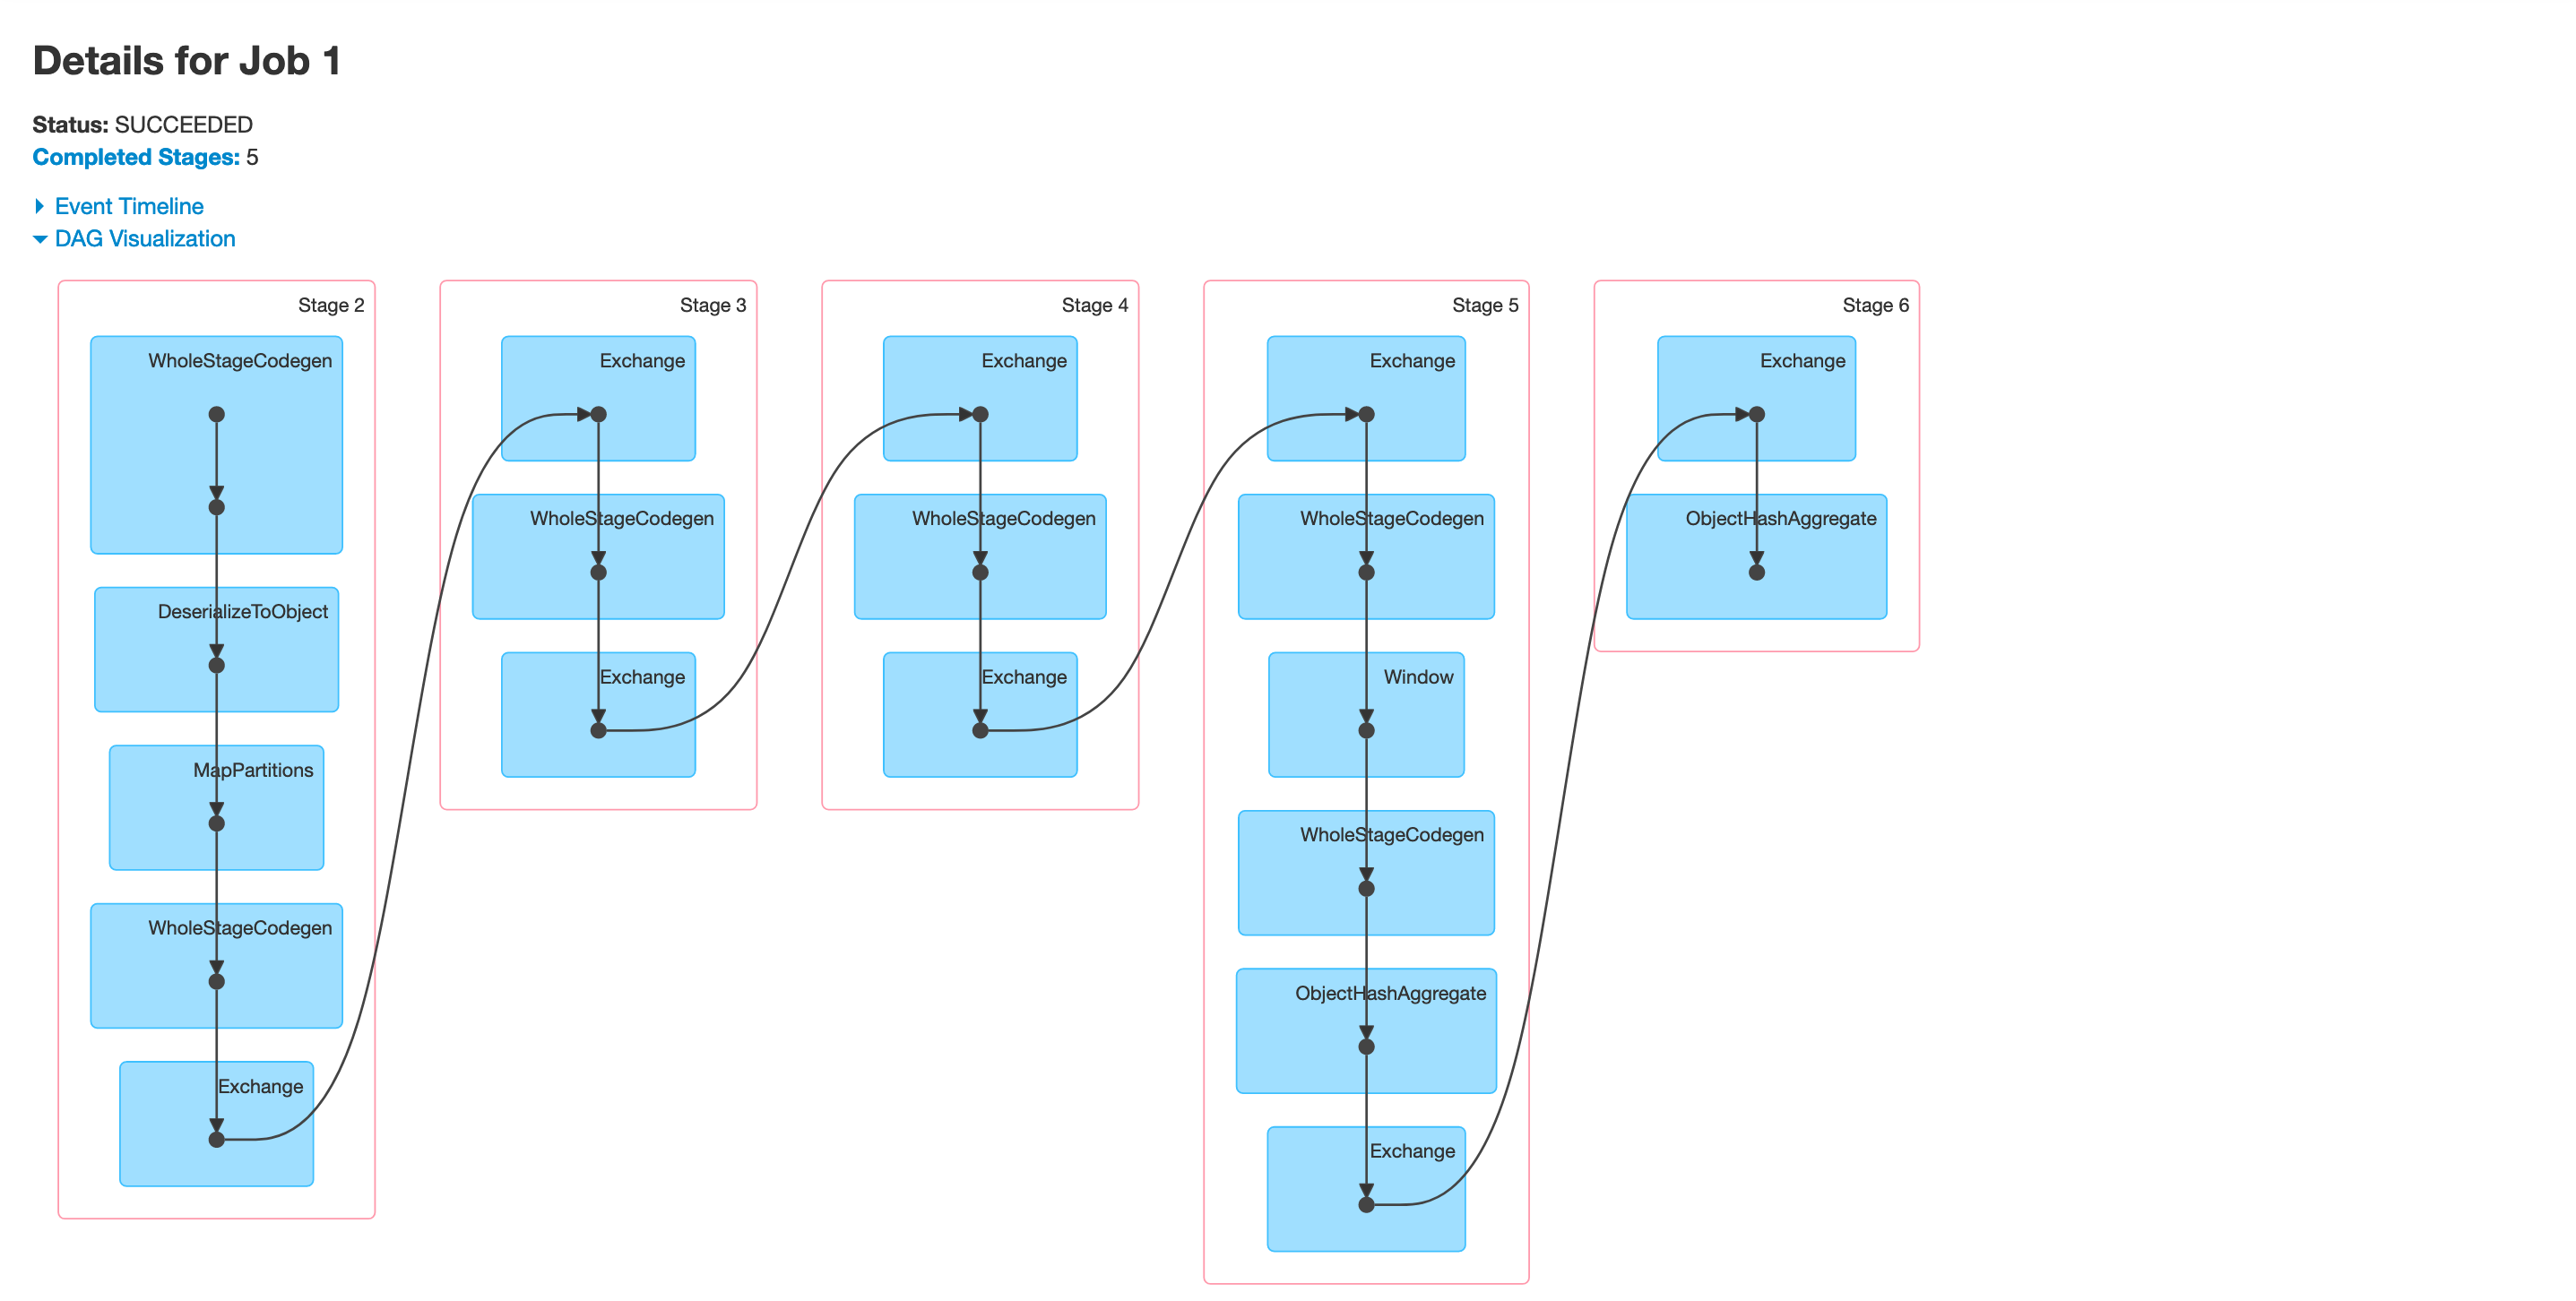 Details for Job 1
Status: SUCCEEDED
Completed Stages: 5
Event Timeline
DAG Visualization
Stage 2
WholeStageCodegen
DeserializeToObject
MapPartitions
WholeStageCodegen
Exchange
Stage 3
Exchange
WholeStageCodegen
Exchange
Stage 4
Exchange
WholeStageCodegen
Exchange
Stage 5
Exchange
WholeStageCodegen
Window
WholeStageCodegen
ObjectHashAggregate
Exchange
Stage 6
Exchange
ObjectHashAggregate